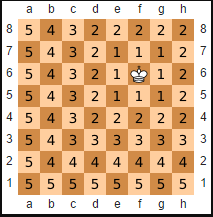 a b c d e f g h
8 5 4 3 2 2 2 2 2 8
7 5 4 3 2 1 1 1 2 7
6 5 4 3 2 1 1 2 6
5 5 4 3 2 1 1 1 2 5
4 5 4 3 2 2 2 2 2 4
3 5 4 3 3 3 3 3 3 3
2 5 4 4 4 4 4 4 4 2
1 5 5 5 5 5 5 5 5 1
a b c d e f g h